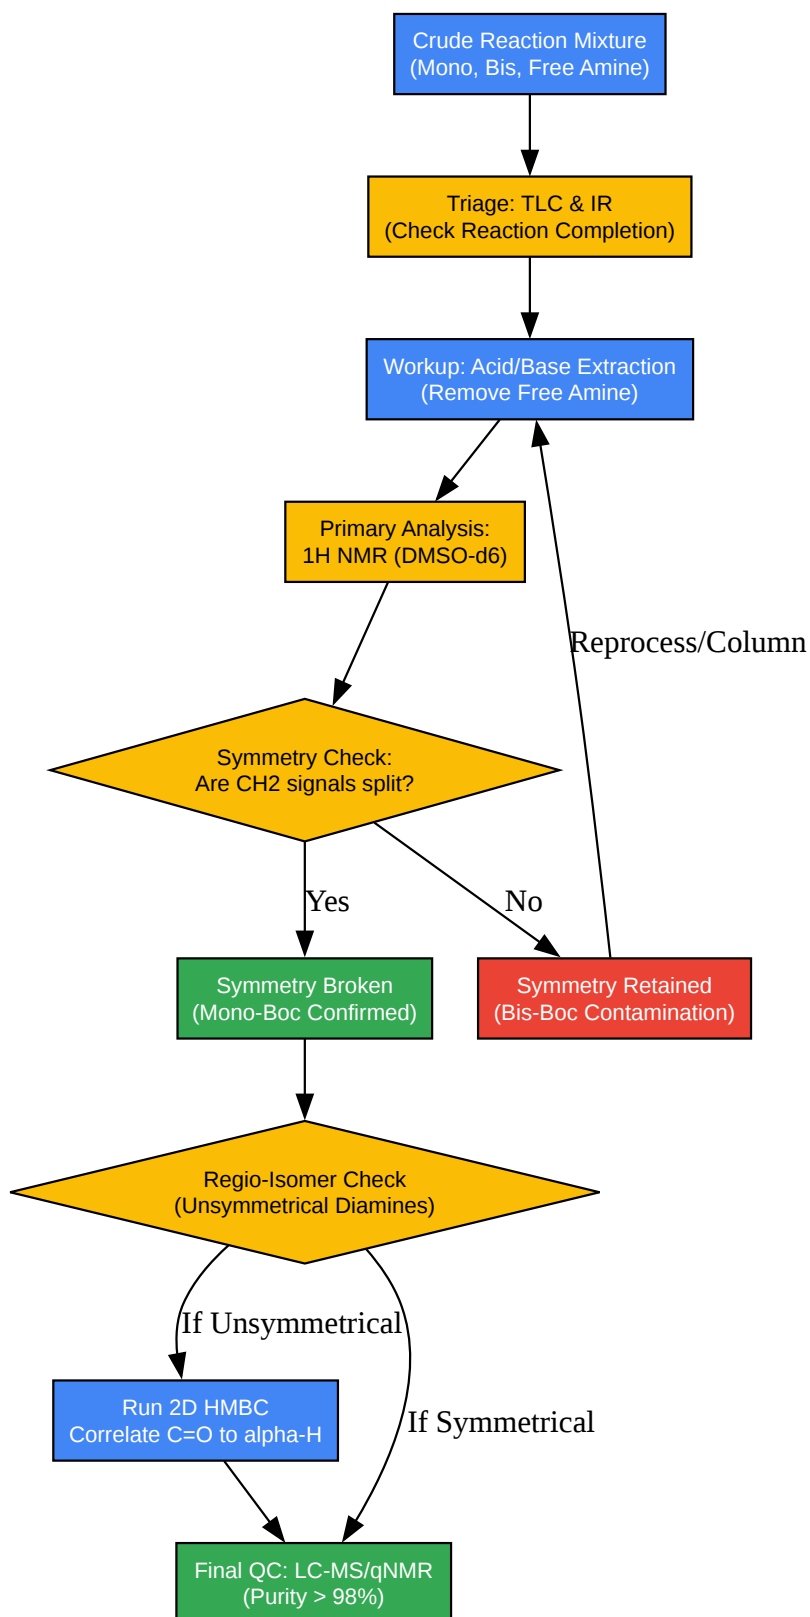 Crude Reaction Mixture
(Mono, Bis, Free Amine)
Triage: TLC & IR
(Check Reaction Completion)
Workup: Acid/Base Extraction
(Remove Free Amine)
Primary Analysis:
1H NMR (DMSO-d6)
Reprocess/Column
Symmetry Check:
Are CH2 signals split?
Yes
No
Symmetry Broken
(Mono-Boc Confirmed)
Symmetry Retained
(Bis-Boc Contamination)
Regio-Isomer Check
(Unsymmetrical Diamines)
If Unsymmetrical
Run 2D HMBC
Correlate C=O to alpha-H
If Symmetrical
Final QC: LC-MS/qNMR
(Purity > 98%)